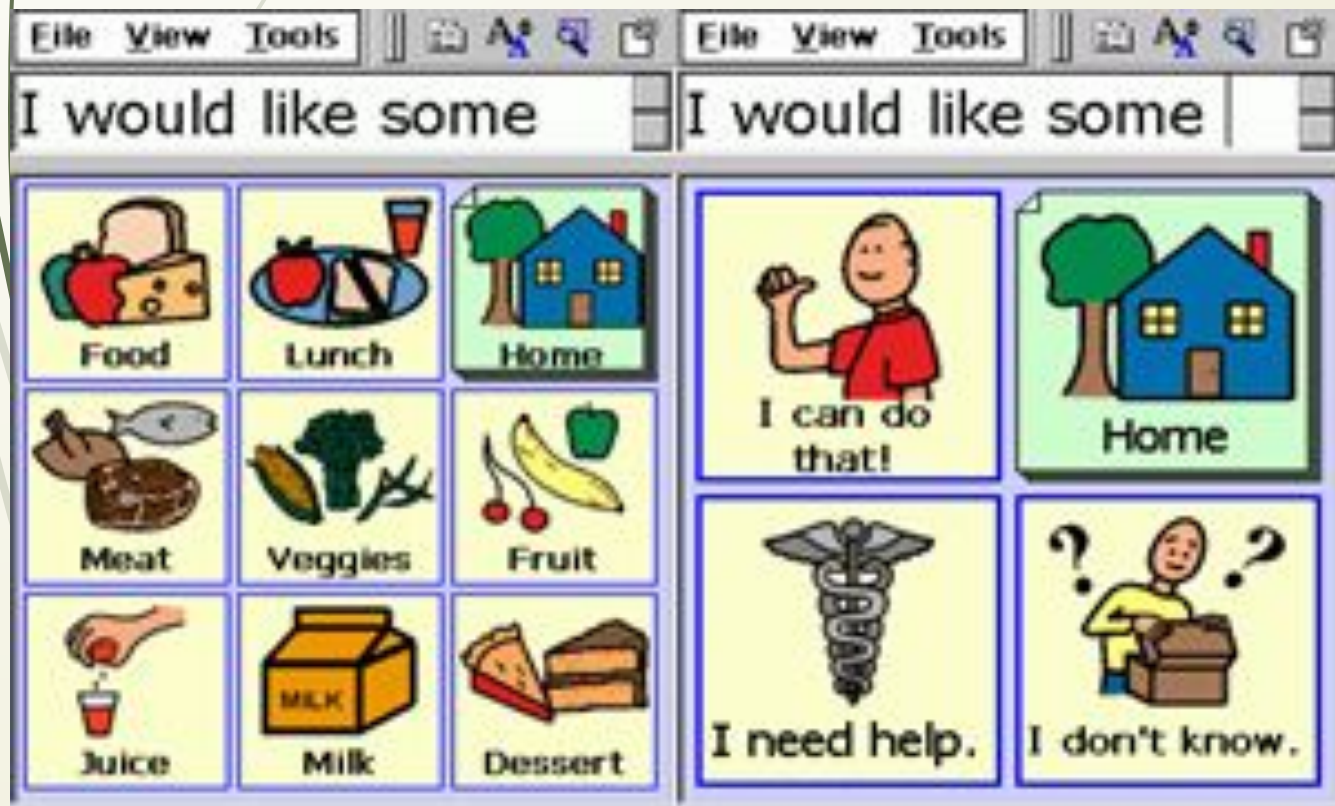 File View Tools
I would like some
Food Lunch Home
Meat Veggies Fruit
MILK
Juice Milk Dessert
File View Tools
I would like some
I can do
that!
Home
? ?
I need help. I don't know.